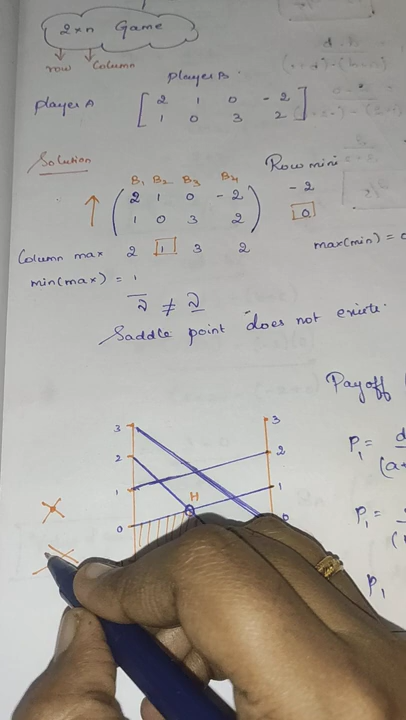 2xn Game
row Column
Player B.
Player A [ 2 1 0 -2 ]
1 0 3 2
Solution
Row mini
B1 B2 B3 B4
2 1 0 -2 -2
1 0 3 2 0
Column max 2 1 3 2
max(min) =
min(max) = 1
≠
Saddle point does not exists.
Payoff
3 3
2 2
1 1
H
0
P1 =
P1 =
P1